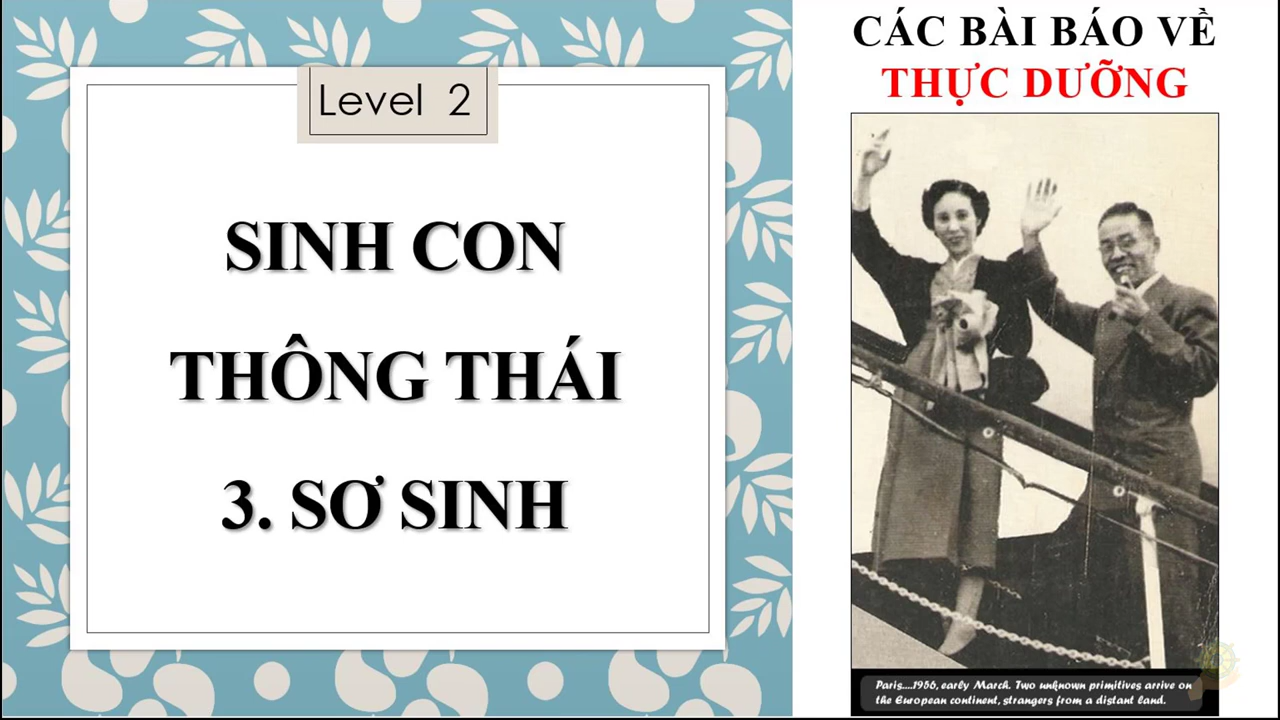 Level 2
SINH CON
THÔNG THÁI
3. SƠ SINH
CÁC BÀI BÁO VỀ
THỰC DƯỠNG
Paris....1956, early March. Two unknown primitives arrive on
the European continent, strangers from a distant land.